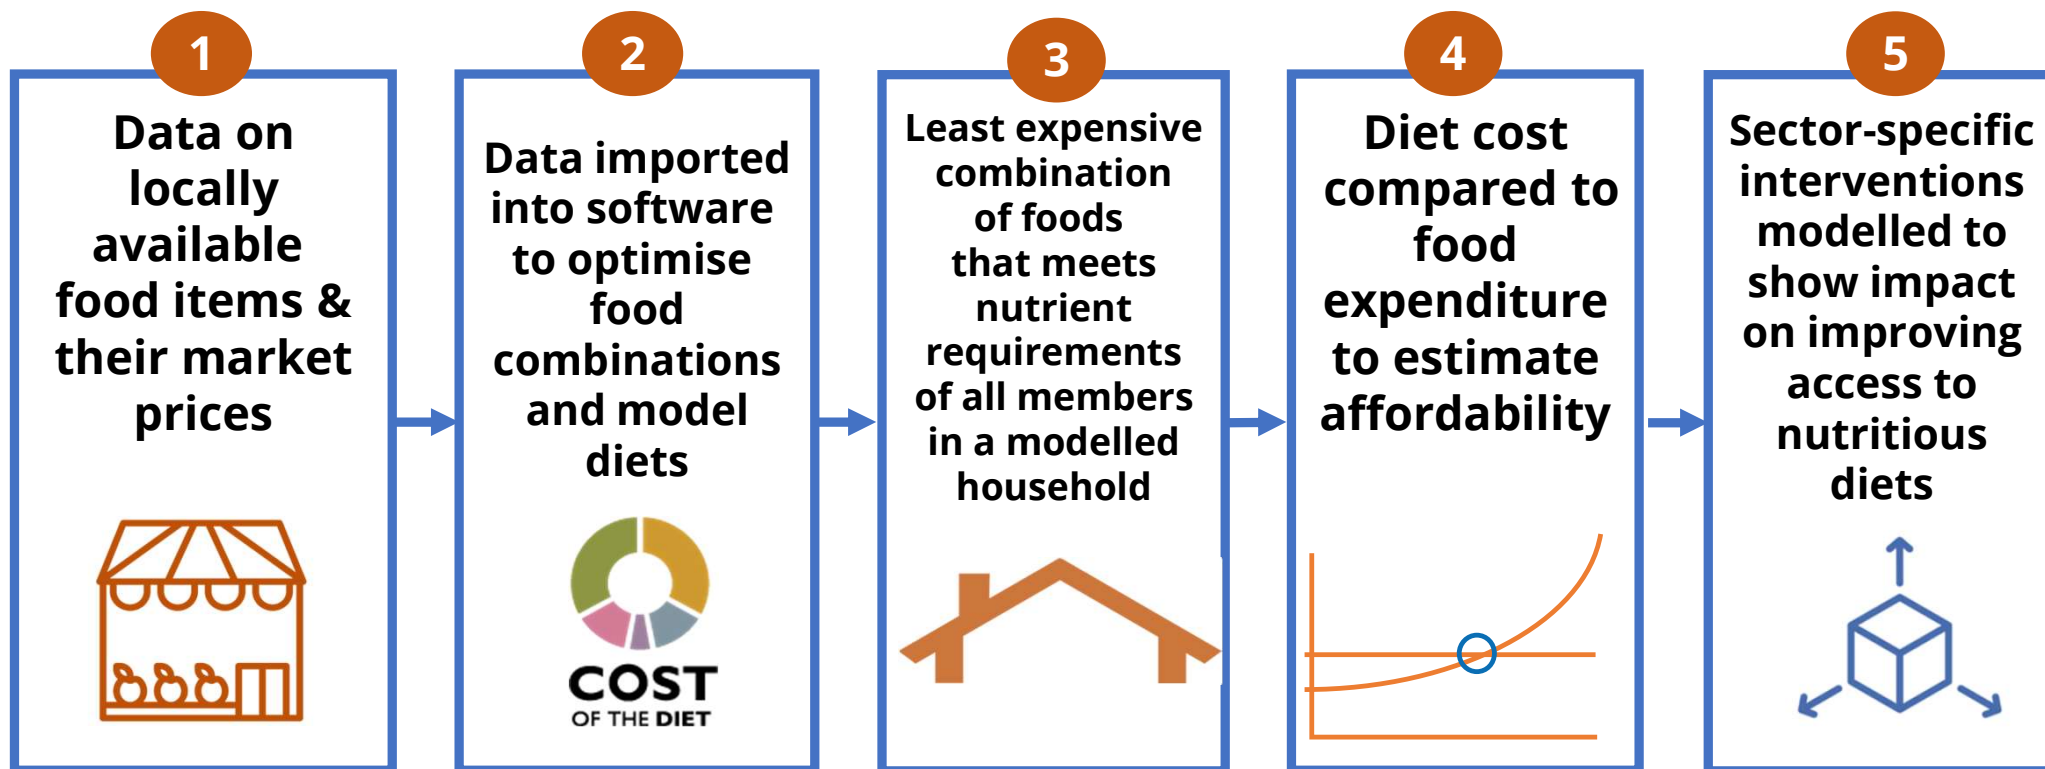 1
Data on
locally
available
food items &
their market
prices
2
Data imported
into software
to optimise
food
combinations
and model
diets
COST
OF THE DIET
3
Least expensive
combination
of foods
that meets
nutrient
requirements
of all members
in a modelled
household
4
Diet cost
compared to
food
expenditure
to estimate
affordability
5
Sector-specific
interventions
modelled to
show impact
on improving
access to
nutritious
diets